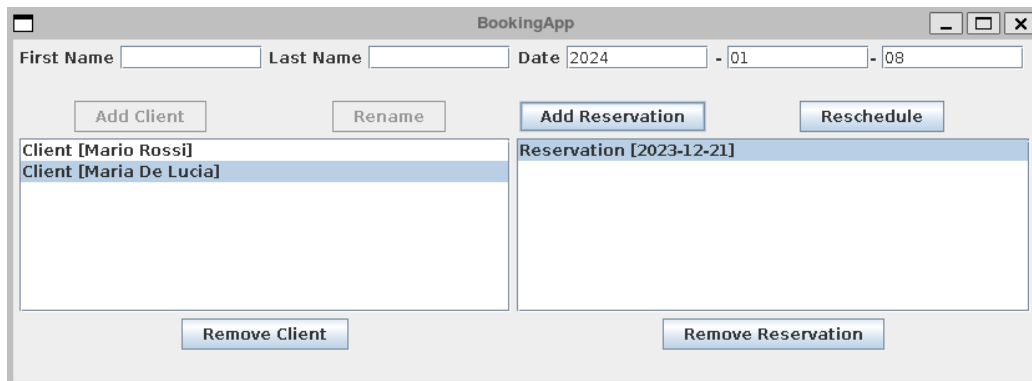 BookingApp
First Name Last Name Date 2024 - 01 - 08
Add Client Rename Add Reservation Reschedule
Client [Mario Rossi] Reservation [2023-12-21]
Client [Maria De Lucia]
Remove Client Remove Reservation